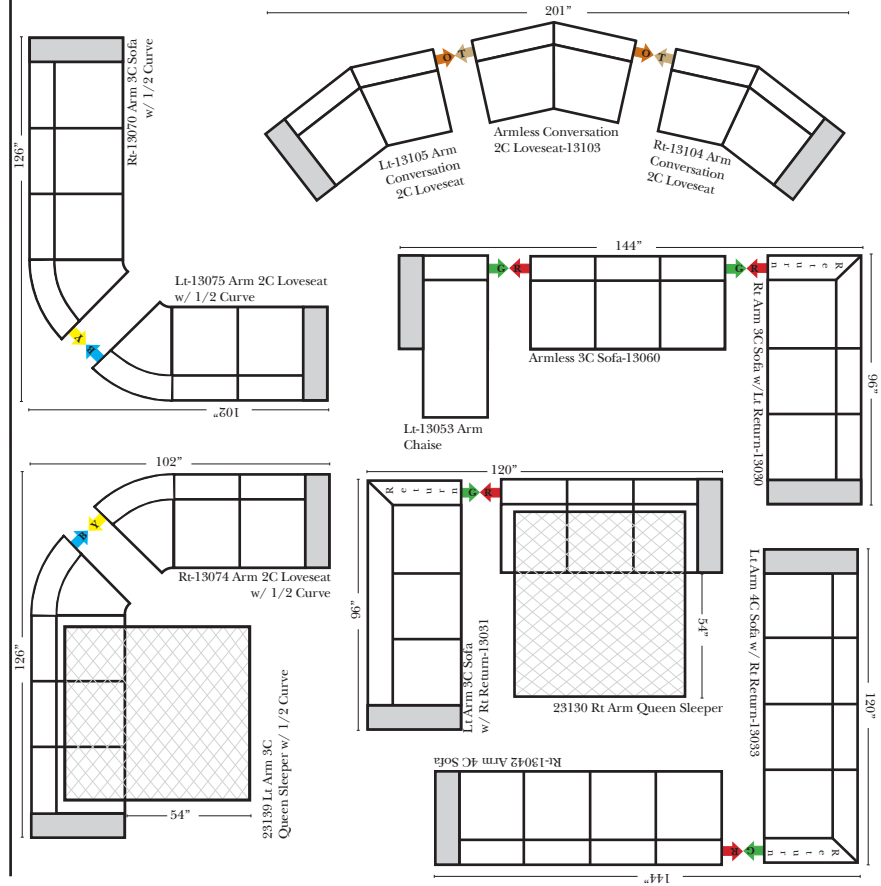 201”
O T
O T
Lt-13105 Arm
Conversation
2C Loveseat
Armless Conversation
2C Loveseat-13103
Rt-13104 Arm
Conversation
2C Loveseat
126”
Rt-13070 Arm 3C Sofa
w/ 1/2 Curve
Y B
Lt-13075 Arm 2C Loveseat
w/ 1/2 Curve
102”
144”
G R
G R
Return
Lt-13053 Arm
Chaise
Armless 3C Sofa-13060
Rt Arm 3C Sofa w/Lt Return-13030
96”
102”
B Y
Rt-13074 Arm 2C Loveseat
w/ 1/2 Curve
126”
54”
23139 Lt Arm 3C
Queen Sleeper w/ 1/2 Curve
120”
Return
G R
96”
Lt Arm 3C Sofa
w/ Rt Return-13031
54”
23130 Rt Arm Queen Sleeper
Lt Arm 4C Sofa w/ Rt Return-13033
120”
Rt-13042 Arm 4C Sofa
R G
Return
144”